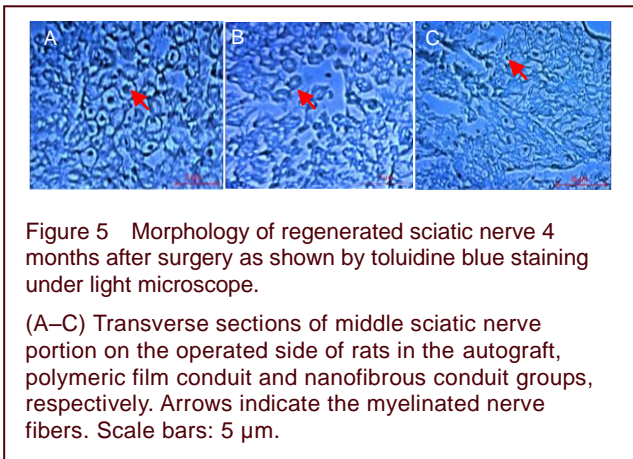 A B C
Figure 5 Morphology of regenerated sciatic nerve 4
months after surgery as shown by toluidine blue staining
under light microscope.
(A–C) Transverse sections of middle sciatic nerve
portion on the operated side of rats in the autograft,
polymeric film conduit and nanofibrous conduit groups,
respectively. Arrows indicate the myelinated nerve
fibers. Scale bars: 5 μm.